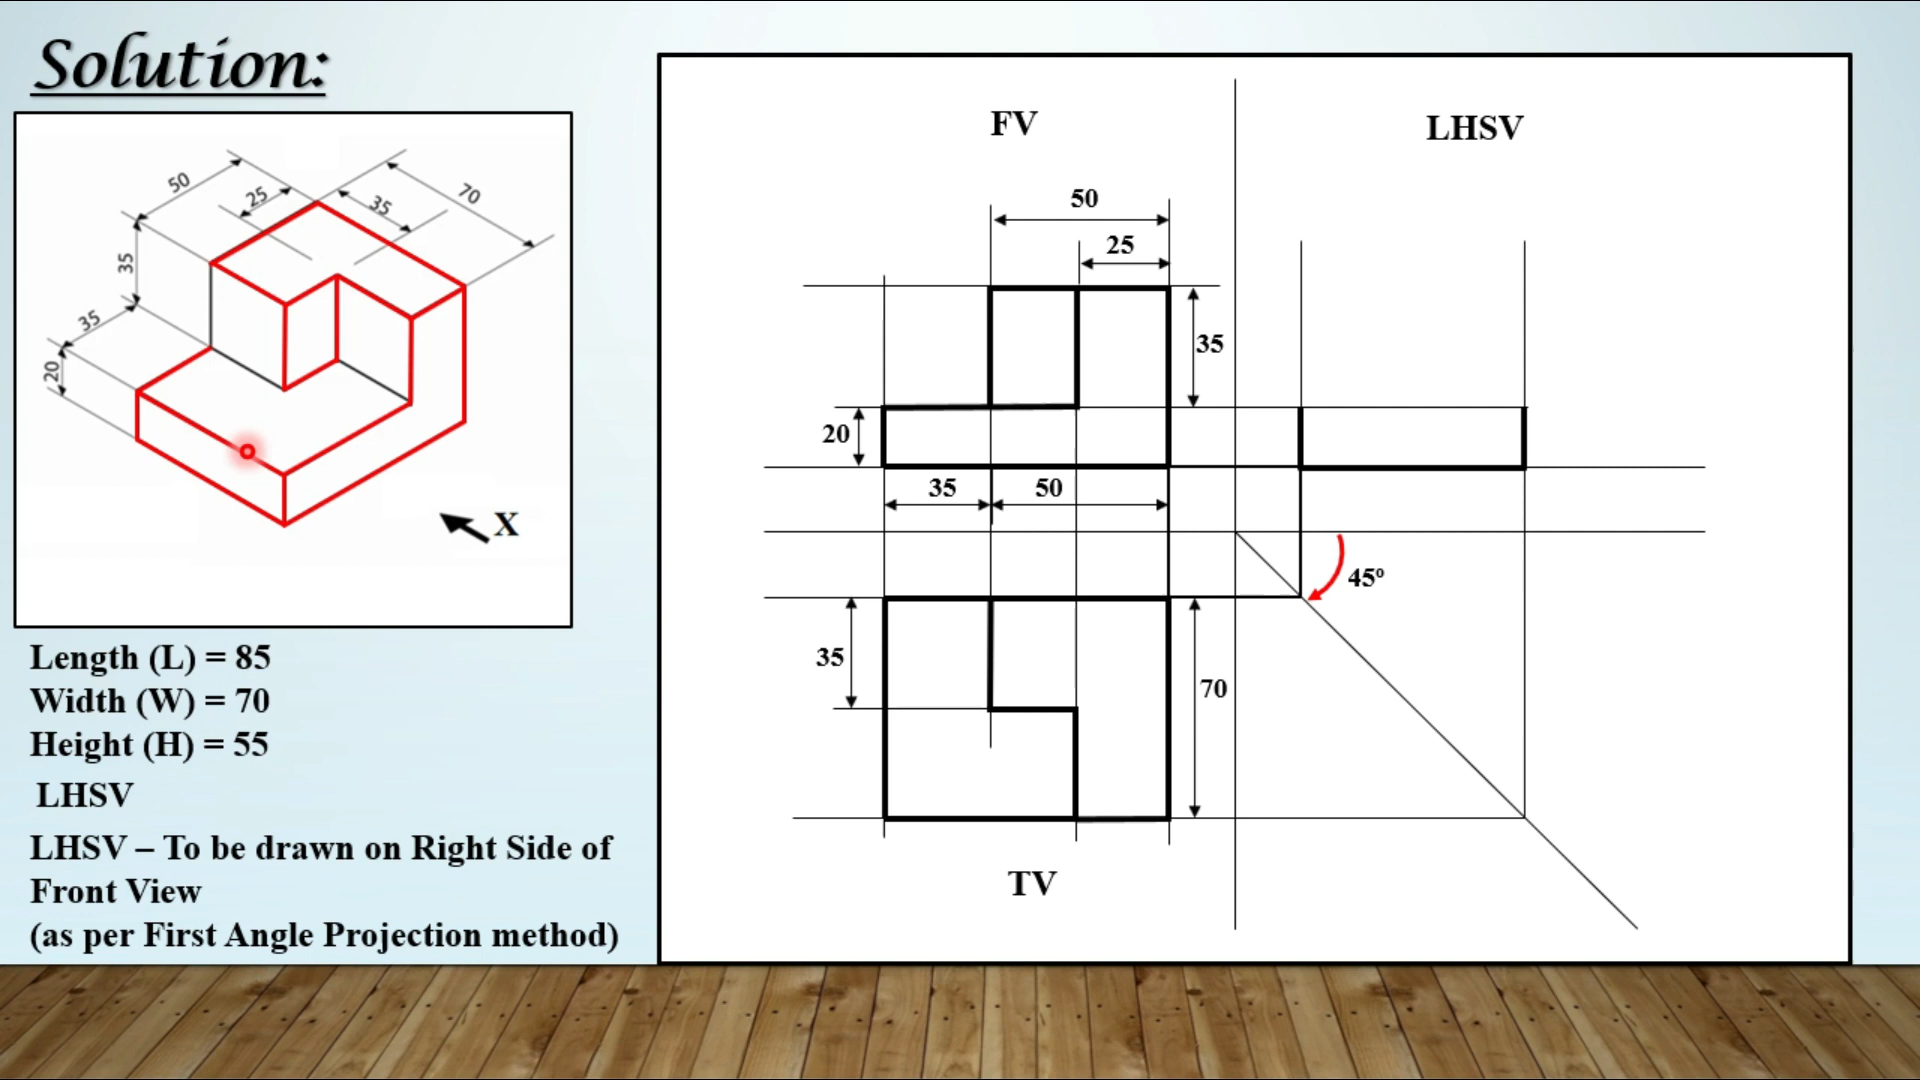 Solution:
50
25
35
70
35
35
20
X
Length (L) = 85
Width (W) = 70
Height (H) = 55
LHSV
LHSV – To be drawn on Right Side of
Front View
(as per First Angle Projection method)
FV
LHSV
50
25
35
20
35
50
45º
35
70
TV